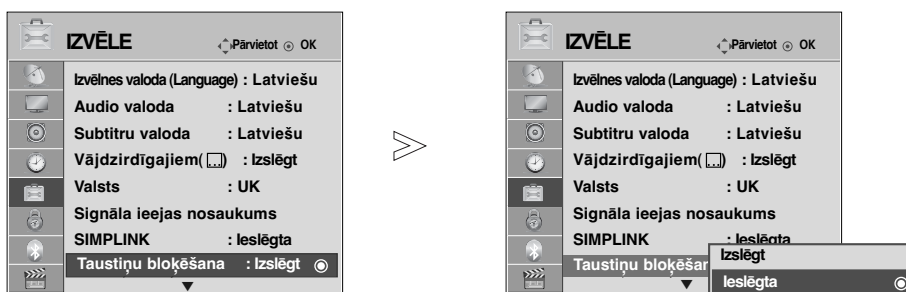 IZVĒLE Pārvietot OK
Izvēlnes valoda (Language) : Latviešu
Audio valoda : Latviešu
Subtitru valoda : Latviešu
Vājdzirdīgajiem( ) : Izslēgt
Valsts : UK
Signāla ieejas nosaukums
SIMPLINK : Ieslēgta
Taustiņu bloķēšana : Izslēgt
IZVĒLE Pārvietot OK
Izvēlnes valoda (Language) : Latviešu
Audio valoda : Latviešu
Subtitru valoda : Latviešu
Vājdzirdīgajiem( ) : Izslēgt
Valsts : UK
Signāla ieejas nosaukums
SIMPLINK : Ieslēgta
Taustiņu bloķēšan
Izslēgt
Ieslēgta